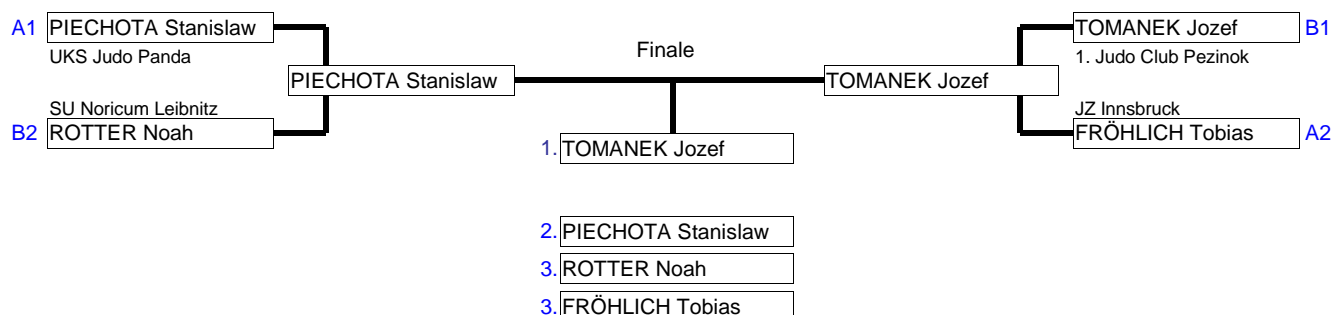 A1 PIECHOTA Stanislaw
UKS Judo Panda
PIECHOTA Stanislaw
SU Noricum Leibnitz
B2 ROTTER Noah
Finale
1. TOMANEK Jozef
2. PIECHOTA Stanislaw
3. ROTTER Noah
3. FRÖHLICH Tobias
TOMANEK Jozef B1
1. Judo Club Pezinok
TOMANEK Jozef
JZ Innsbruck
FRÖHLICH Tobias A2